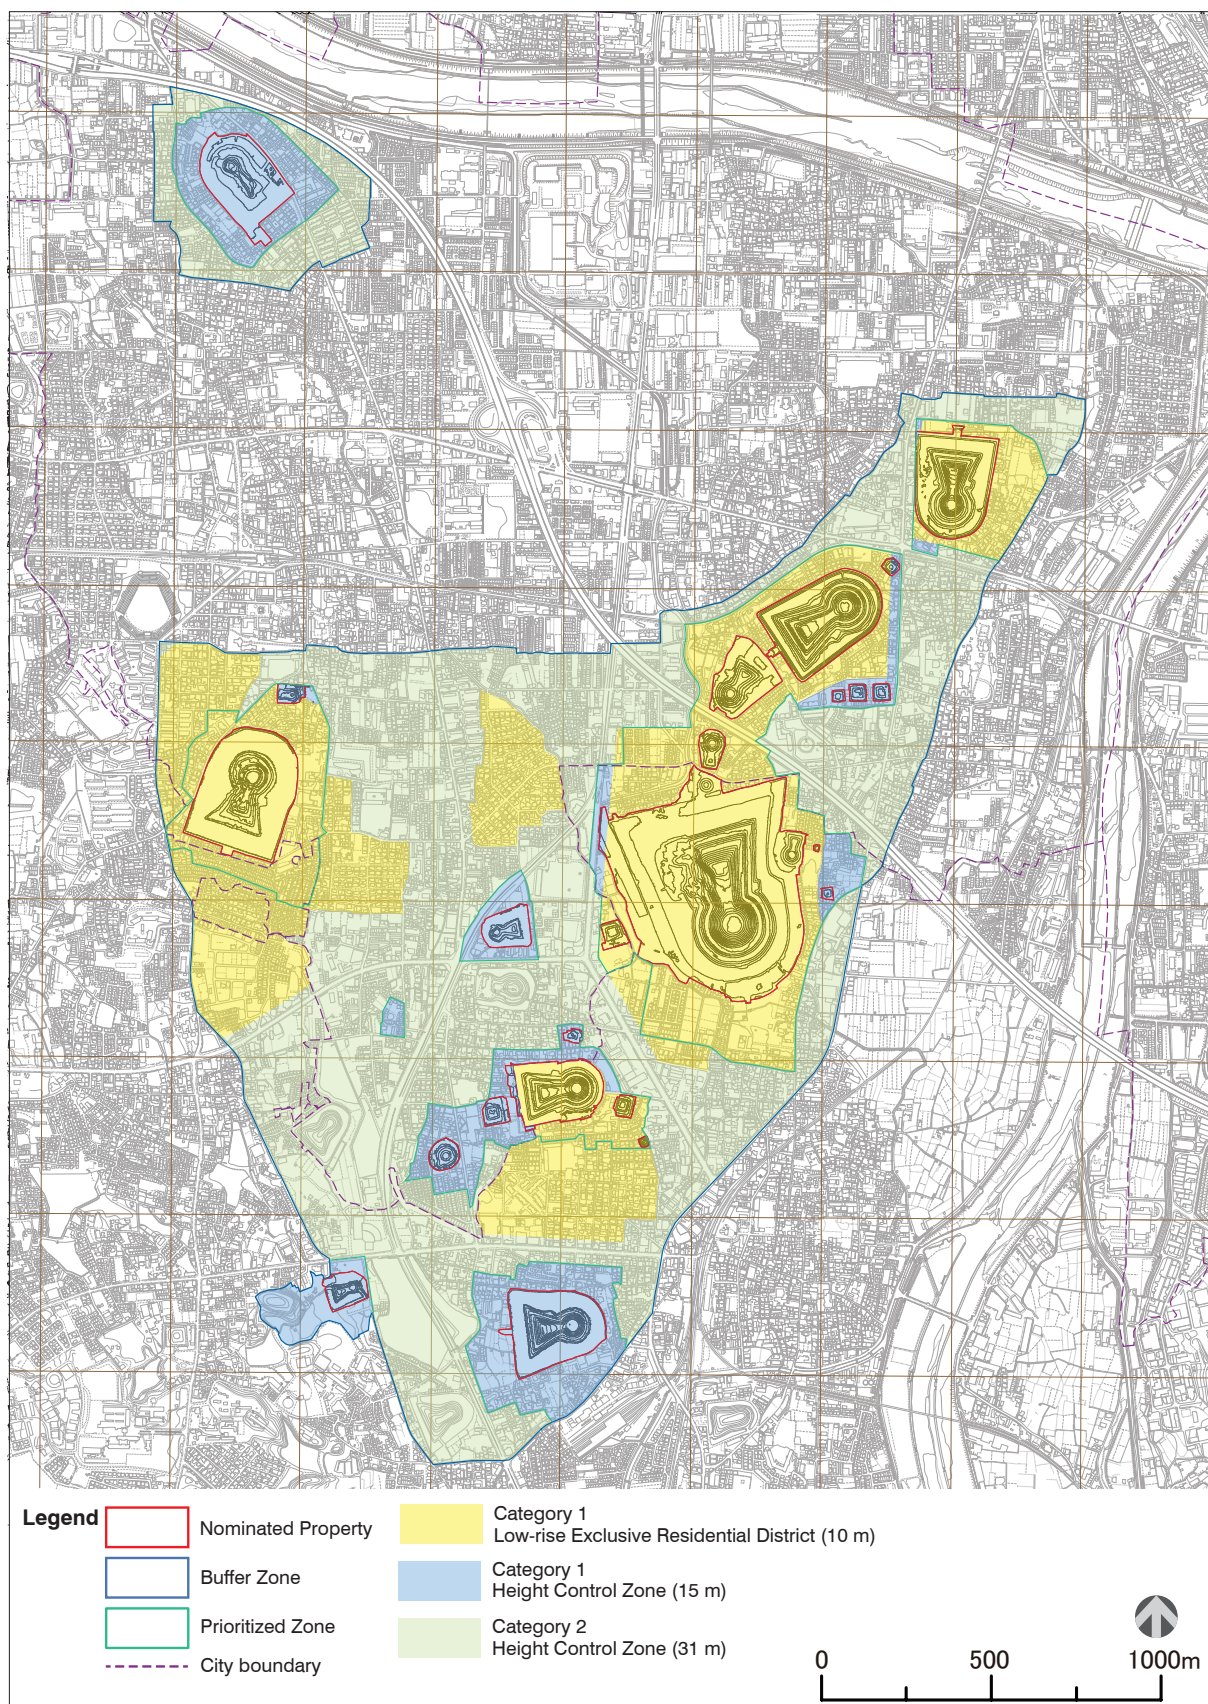 Legend
Nominated Property
Buffer Zone
Prioritized Zone
City boundary
Category 1
Low-rise Exclusive Residential District (10 m)
Category 1
Height Control Zone (15 m)
Category 2
Height Control Zone (31 m)
0 500 1000m